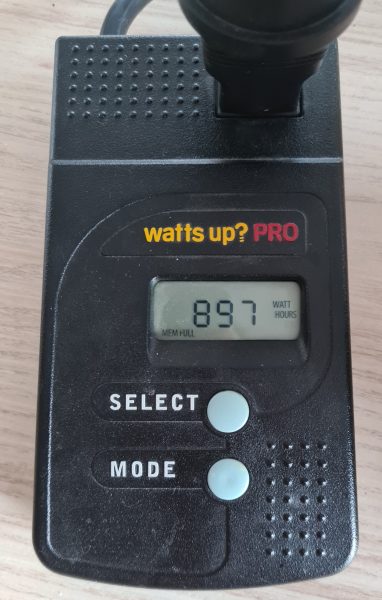 watts up? PRO
897 WATT HOURS
MEM FULL
SELECT
MODE